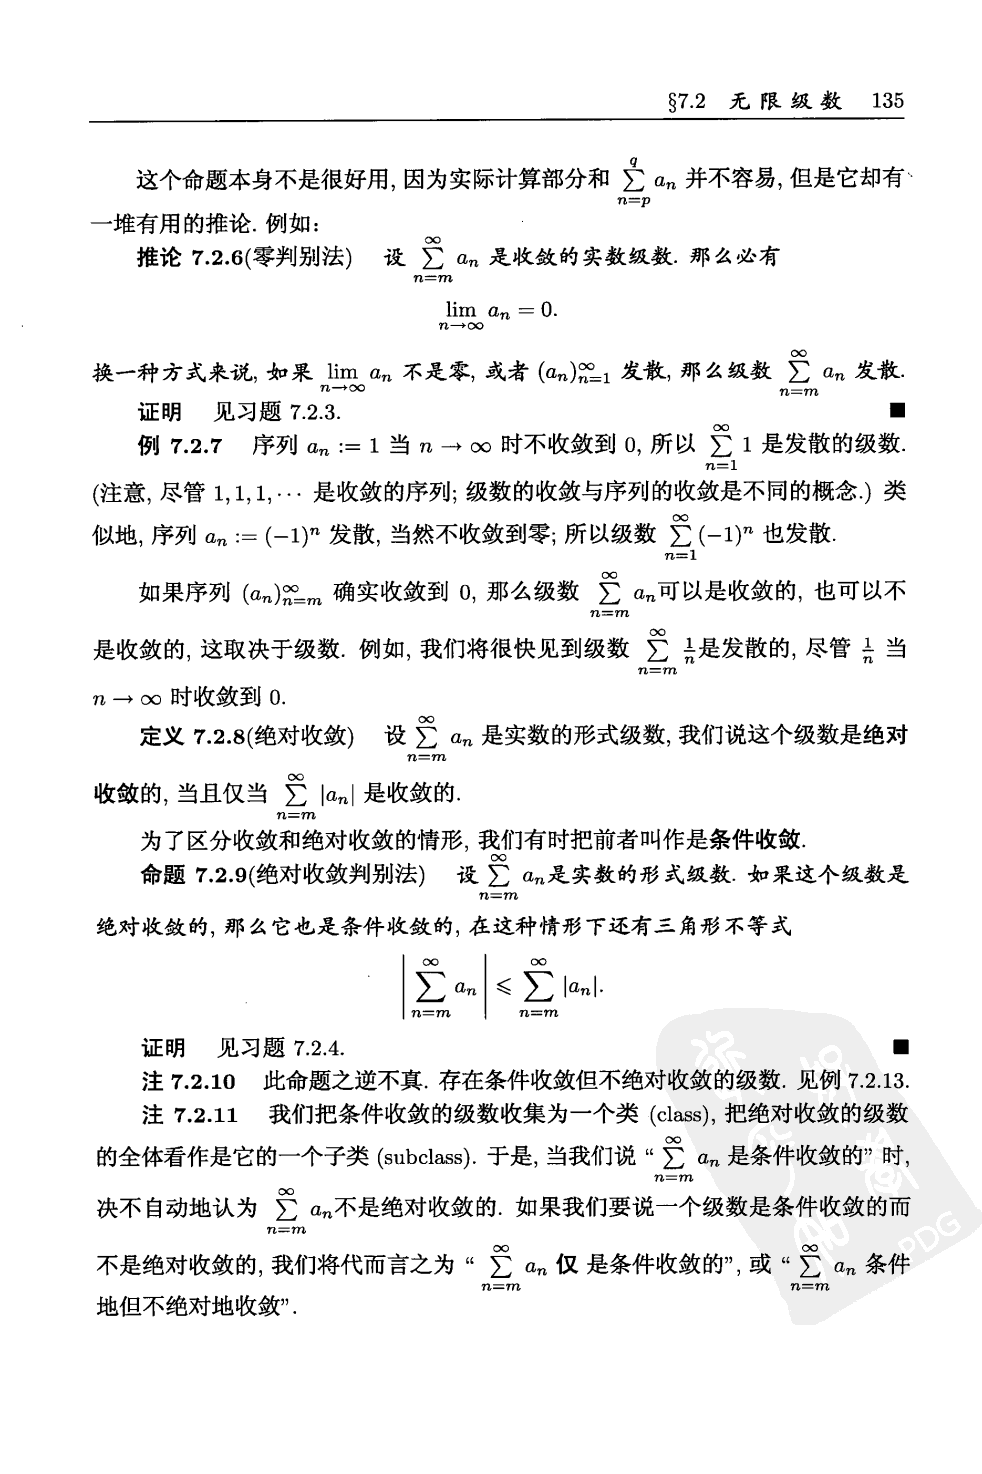 §7.2 无限级数 135
这个命题本身不是很好用, 因为实际计算部分和 $\sum_{n=p}^{q} a_n$ 并不容易, 但是它却有
一堆有用的推论. 例如:
推论 7.2.6(零判别法) 设 $\sum_{n=m}^{\infty} a_n$ 是收敛的实数级数. 那么必有
$\lim_{n\to\infty} a_n = 0.$
换一种方式来说, 如果 $\lim_{n\to\infty} a_n$ 不是零, 或者 $(a_n)_{n=1}^{\infty}$ 发散, 那么级数 $\sum_{n=m}^{\infty} a_n$ 发散.
证明 见习题 7.2.3. ■
例 7.2.7 序列 $a_n := 1$ 当 $n \to \infty$ 时不收敛到 0, 所以 $\sum_{n=1}^{\infty} 1$ 是发散的级数.
(注意, 尽管 $1,1,1,\cdots$ 是收敛的序列; 级数的收敛与序列的收敛是不同的概念.) 类
似地, 序列 $a_n := (-1)^n$ 发散, 当然不收敛到零; 所以级数 $\sum_{n=1}^{\infty} (-1)^n$ 也发散.
如果序列 $(a_n)_{n=m}^{\infty}$ 确实收敛到 0, 那么级数 $\sum_{n=m}^{\infty} a_n$可以是收敛的, 也可以不
是收敛的, 这取决于级数. 例如, 我们将很快见到级数 $\sum_{n=m}^{\infty} \frac{1}{n}$是发散的, 尽管 $\frac{1}{n}$ 当
$n \to \infty$ 时收敛到 0.
定义 7.2.8(绝对收敛) 设 $\sum_{n=m}^{\infty} a_n$ 是实数的形式级数, 我们说这个级数是绝对
收敛的, 当且仅当 $\sum_{n=m}^{\infty} |a_n|$ 是收敛的.
为了区分收敛和绝对收敛的情形, 我们有时把前者叫作是条件收敛.
命题 7.2.9(绝对收敛判别法) 设 $\sum_{n=m}^{\infty} a_n$是实数的形式级数. 如果这个级数是
绝对收敛的, 那么它也是条件收敛的, 在这种情形下还有三角形不等式
$\left|\sum_{n=m}^{\infty} a_n\right| \leqslant \sum_{n=m}^{\infty} |a_n|.$
证明 见习题 7.2.4. ■
注 7.2.10 此命题之逆不真. 存在条件收敛但不绝对收敛的级数. 见例 7.2.13.
注 7.2.11 我们把条件收敛的级数收集为一个类 (class), 把绝对收敛的级数
的全体看作是它的一个子类 (subclass). 于是, 当我们说 “$\sum_{n=m}^{\infty} a_n$ 是条件收敛的” 时,
决不自动地认为 $\sum_{n=m}^{\infty} a_n$不是绝对收敛的. 如果我们要说一个级数是条件收敛的而
不是绝对收敛的, 我们将代而言之为 “$\sum_{n=m}^{\infty} a_n$ 仅 是条件收敛的”, 或 “$\sum_{n=m}^{\infty} a_n$ 条件
地但不绝对地收敛”.
PDG